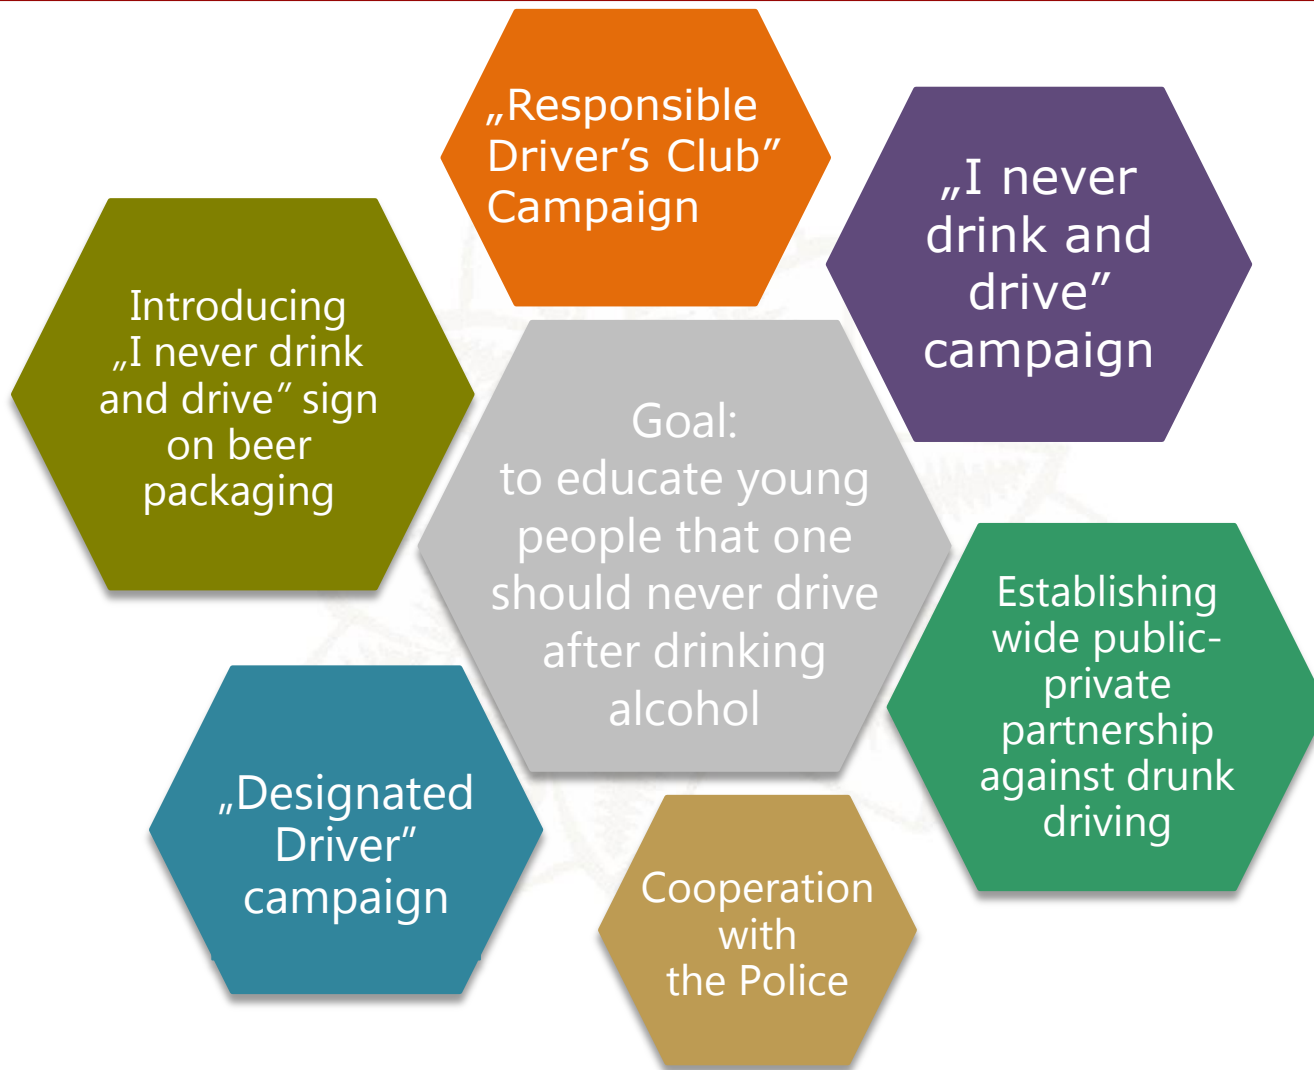 „Responsible
Driver’s Club”
Campaign
„I never
drink and
drive”
campaign
Introducing
„I never drink
and drive” sign
on beer
packaging
Goal:
to educate young
people that one
should never drive
after drinking
alcohol
Establishing
wide public-
private
partnership
against drunk
driving
„Designated
Driver”
campaign
Cooperation
with
the Police